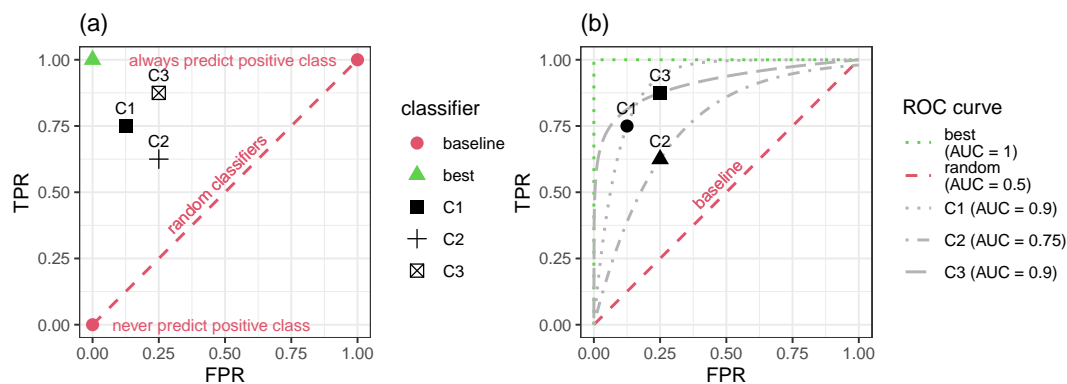 (a)
TPR
1.00
0.75
0.50
0.25
0.00
always predict positive class
C3
C1
C2
random classifiers
never predict positive class
0.00
0.25
0.50
0.75
1.00
FPR
classifier
baseline
best
C1
C2
C3
(b)
TPR
1.00
0.75
0.50
0.25
0.00
C3
C1
C2
baseline
0.00
0.25
0.50
0.75
1.00
FPR
ROC curve
best
(AUC = 1)
random
(AUC = 0.5)
C1 (AUC = 0.9)
C2 (AUC = 0.75)
C3 (AUC = 0.9)